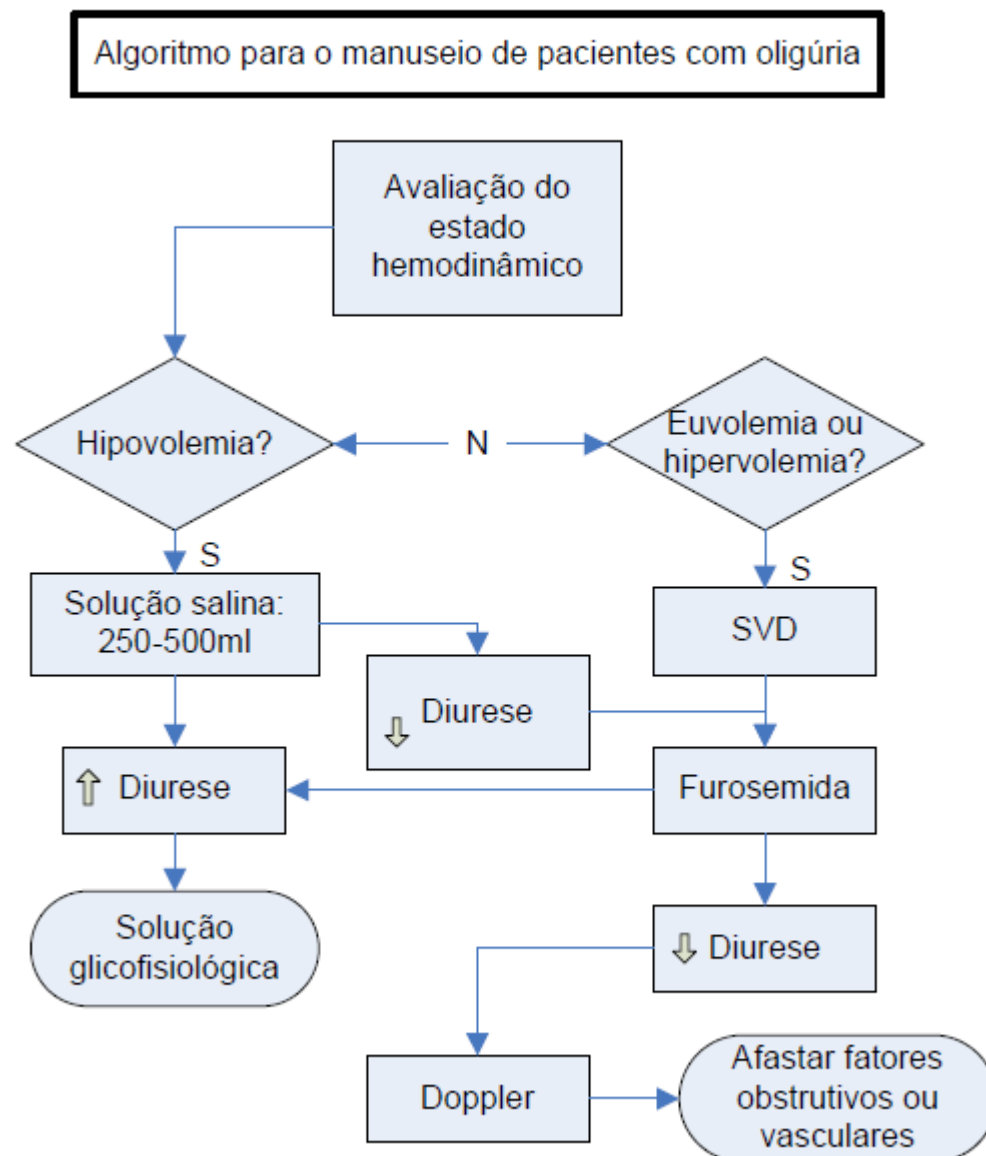 Algoritmo para o manuseio de pacientes com oligúria
Avaliação do
estado
hemodinâmico
Hipovolemia?
N
Euvolemia ou
hipervolemia?
S
S
Solução salina:
250-500ml
SVD
Diurese
Diurese
Furosemida
Solução
glicofisiológica
Diurese
Doppler
Afastar fatores
obstrutivos ou
vasculares